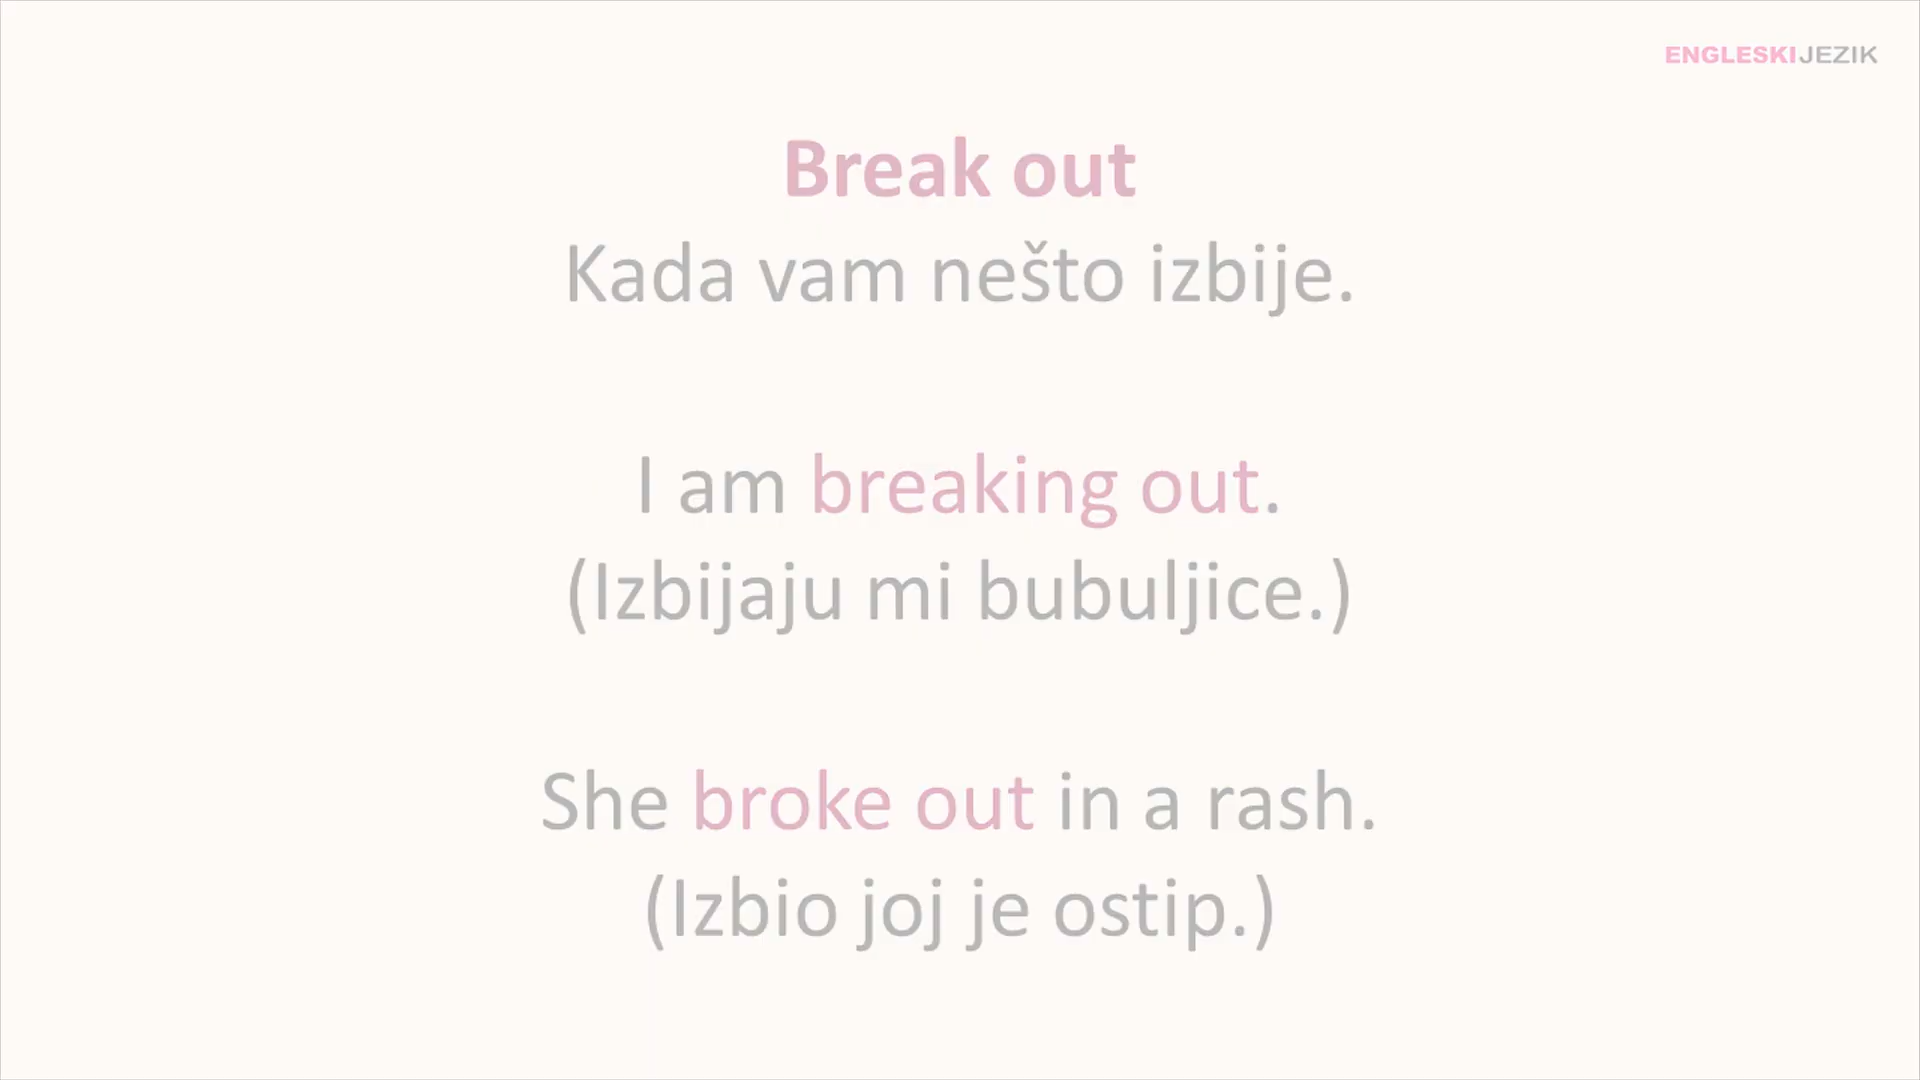 ENGLESKIJEZIK
Break out
Kada vam nešto izbije.
I am breaking out.
(Izbijaju mi bubuljice.)
She broke out in a rash.
(Izbio joj je ostip.)